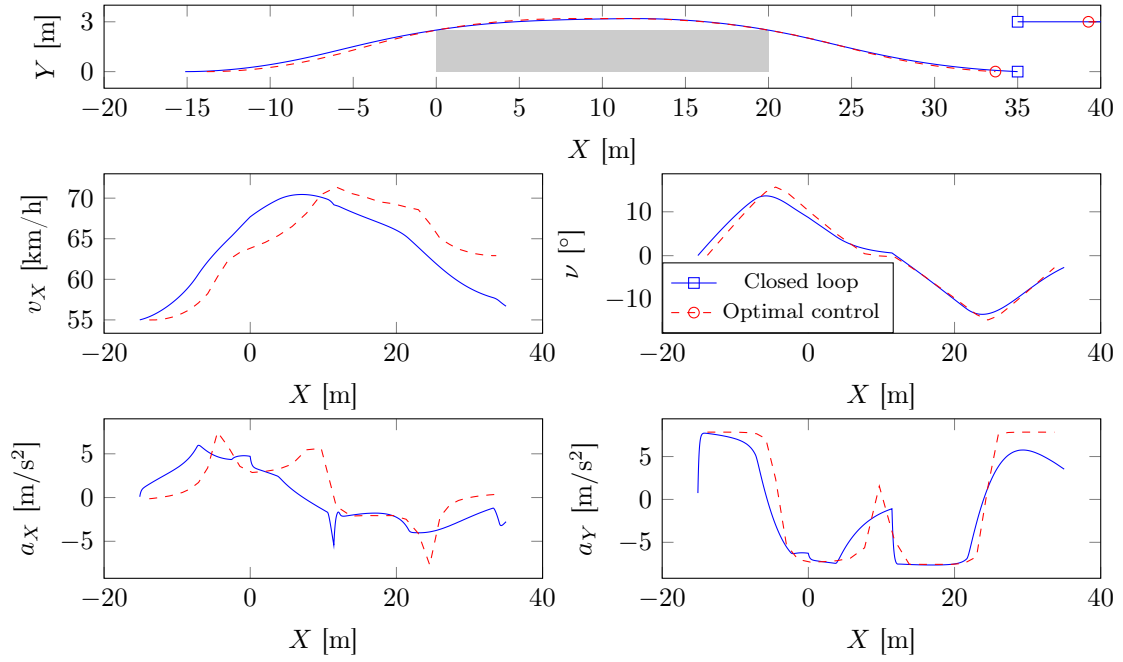 3
0
Y [m]
−20 −15 −10 −5 0 5 10 15 20 25 30 35 40
X [m]
70
65
60
55
v_X [km/h]
−20 0 20 40
X [m]
10
0
−10
ν [°]
Closed loop
Optimal control
−20 0 20 40
X [m]
5
0
−5
a_X [m/s²]
−20 0 20 40
X [m]
5
0
−5
a_Y [m/s²]
−20 0 20 40
X [m]